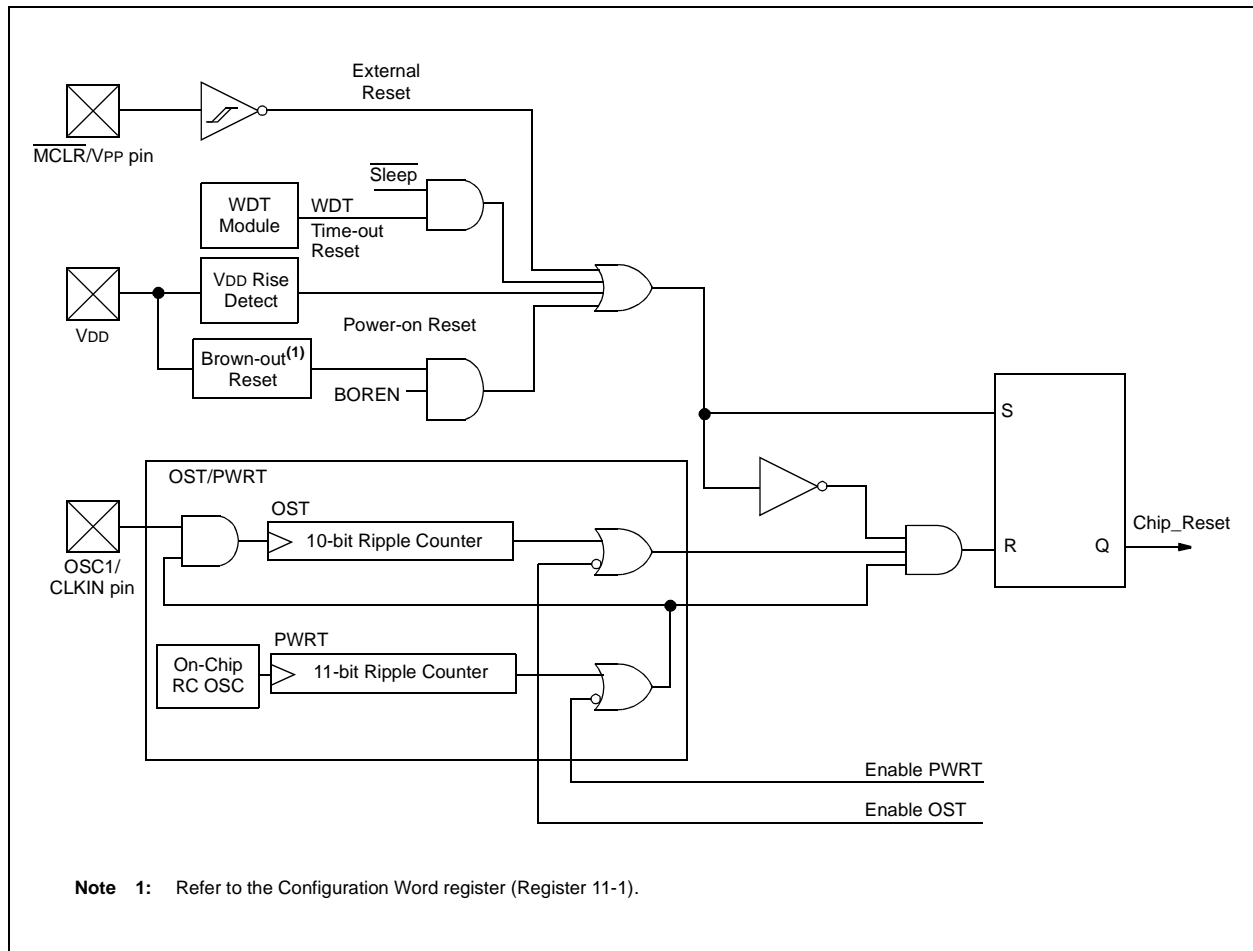 External
Reset
MCLR/VPP pin
Sleep
WDT
Module
WDT
Time-out
Reset
VDD
VDD Rise
Detect
Power-on Reset
Brown-out(1)
Reset
BOREN
S
R
Q
Chip_Reset
OST/PWRT
OSC1/
CLKIN pin
OST
10-bit Ripple Counter
PWRT
On-Chip
RC OSC
11-bit Ripple Counter
Enable PWRT
Enable OST
Note 1: Refer to the Configuration Word register (Register 11-1).